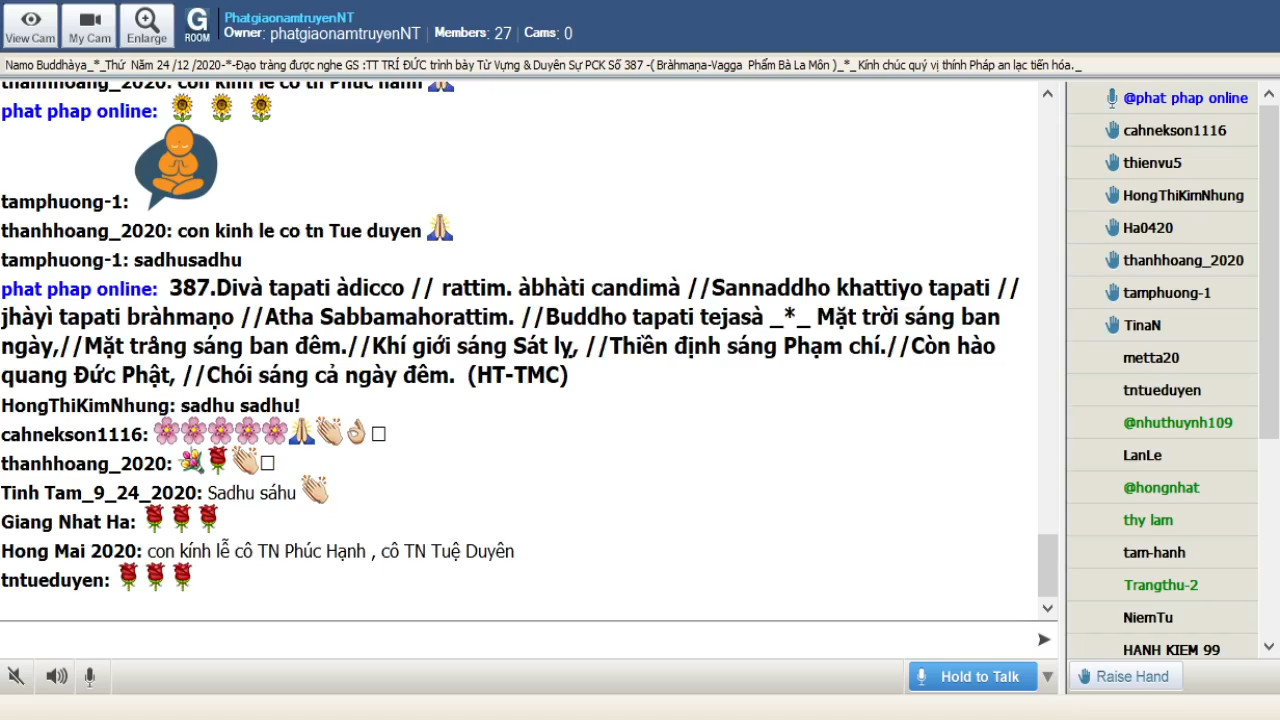 View Cam
My Cam
Enlarge
G
ROOM
PhatgiaonamtruyenNT
Owner: phatgiaonamtruyenNT | Members: 27 | Cams: 0
Namo Buddhàya_*_Thứ Năm 24 /12 /2020-*-Đạo tràng được nghe GS :TT TRÍ ĐỨC trình bày Từ Vựng & Duyên Sự PCK Số 387 -( Bràhmaṇa-Vagga Phẩm Bà La Môn )_*_ Kính chúc quý vị thính Pháp an lạc tiến hóa._
thanhhoang_2020: con kinh le co tn Phuc hanh
phat phap online:
tamphuong-1:
thanhhoang_2020: con kinh le co tn Tue duyen
tamphuong-1: sadhusadhu
phat phap online: 387.Divà tapati àdicco // rattim. àbhàti candimà //Sannaddho khattiyo tapati //
jhàyì tapati bràhmaṇo //Atha Sabbamahorattim. //Buddho tapati tejasà _*_ Mặt trời sáng ban
ngày,//Mặt trăng sáng ban đêm.//Khí giới sáng Sát lỵ, //Thiền định sáng Phạm chí.//Còn hào
quang Đức Phật, //Chói sáng cả ngày đêm. (HT-TMC)
HongThiKimNhung: sadhu sadhu!
cahnekson1116:
thanhhoang_2020:
Tinh Tam_9_24_2020: Sadhu sáhu
Giang Nhat Ha:
Hong Mai 2020: con kính lễ cô TN Phúc Hạnh , cô TN Tuệ Duyên
tntueduyen:
Hold to Talk
@phat phap online
cahnekson1116
thienvu5
HongThiKimNhung
Ha0420
thanhhoang_2020
tamphuong-1
TinaN
metta20
tntueduyen
@nhuthuynh109
LanLe
@hongnhat
thy lam
tam-hanh
Trangthu-2
NiemTu
HANH KIEM 99
Raise Hand